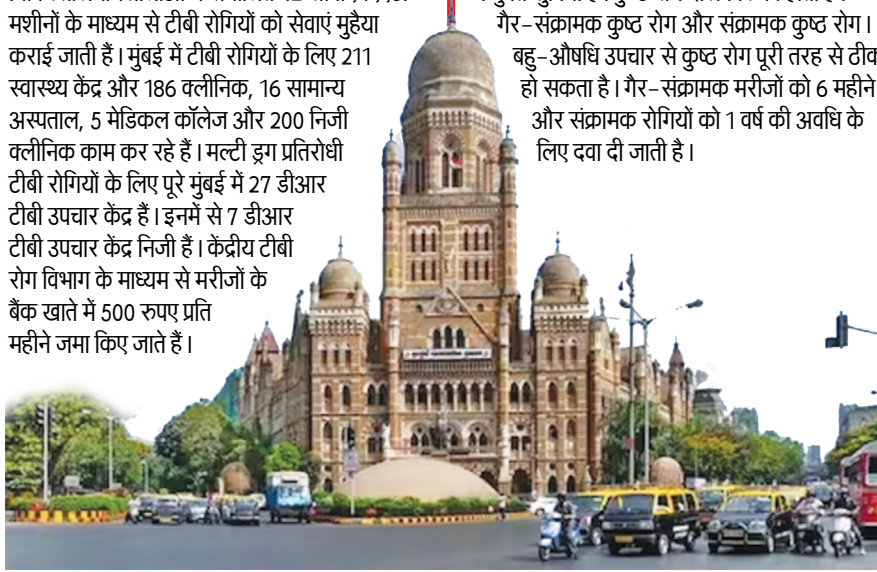 मशीनों के माध्यम से टीबी रोगियों को सेवाएं मुहैया
कराई जाती हैं। मुंबई में टीबी रोगियों के लिए 211
स्वास्थ्य केंद्र और 186 क्लीनिक, 16 सामान्य
अस्पताल, 5 मेडिकल कॉलेज और 200 निजी
क्लीनिक काम कर रहे हैं। मल्टी ड्रग प्रतिरोधी
टीबी रोगियों के लिए पूरे मुंबई में 27 डीआर
टीबी उपचार केंद्र हैं। इनमें से 7 डीआर
टीबी उपचार केंद्र निजी हैं। केंद्रीय टीबी
रोग विभाग के माध्यम से मरीजों के
बैंक खाते में 500 रुपए प्रति
महीने जमा किए जाते हैं।
गैर-संक्रामक कुष्ठ रोग और संक्रामक कुष्ठ रोग।
बहु-औषधि उपचार से कुष्ठ रोग पूरी तरह से ठीक
हो सकता है। गैर-संक्रामक मरीजों को 6 महीने
और संक्रामक रोगियों को 1 वर्ष की अवधि के
लिए दवा दी जाती है।